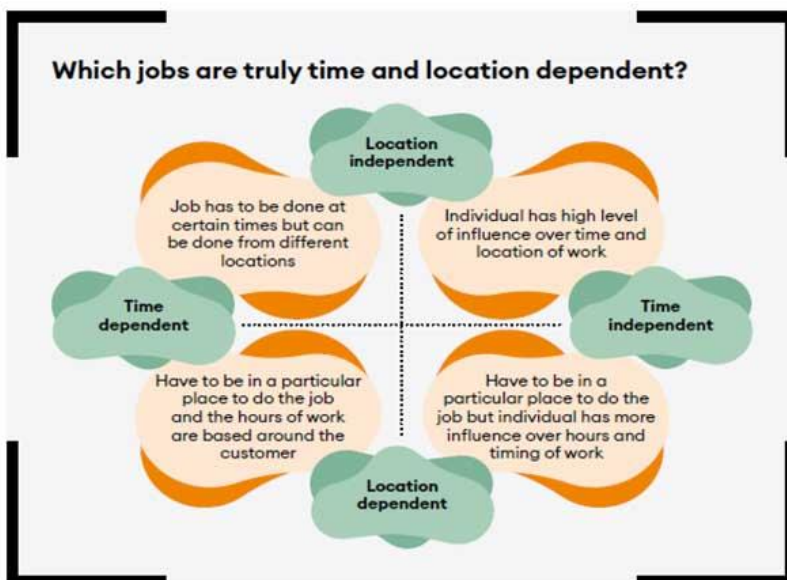 Which jobs are truly time and location dependent?
Location
independent
Job has to be done at
certain times but can
be done from different
locations
Individual has high level
of influence over time and
location of work
Time
dependent
Time
independent
Have to be in a particular
place to do the job
and the hours of work
are based around the
customer
Have to be in a
particular place to do the
job but individual has more
influence over hours and
timing of work
Location
dependent